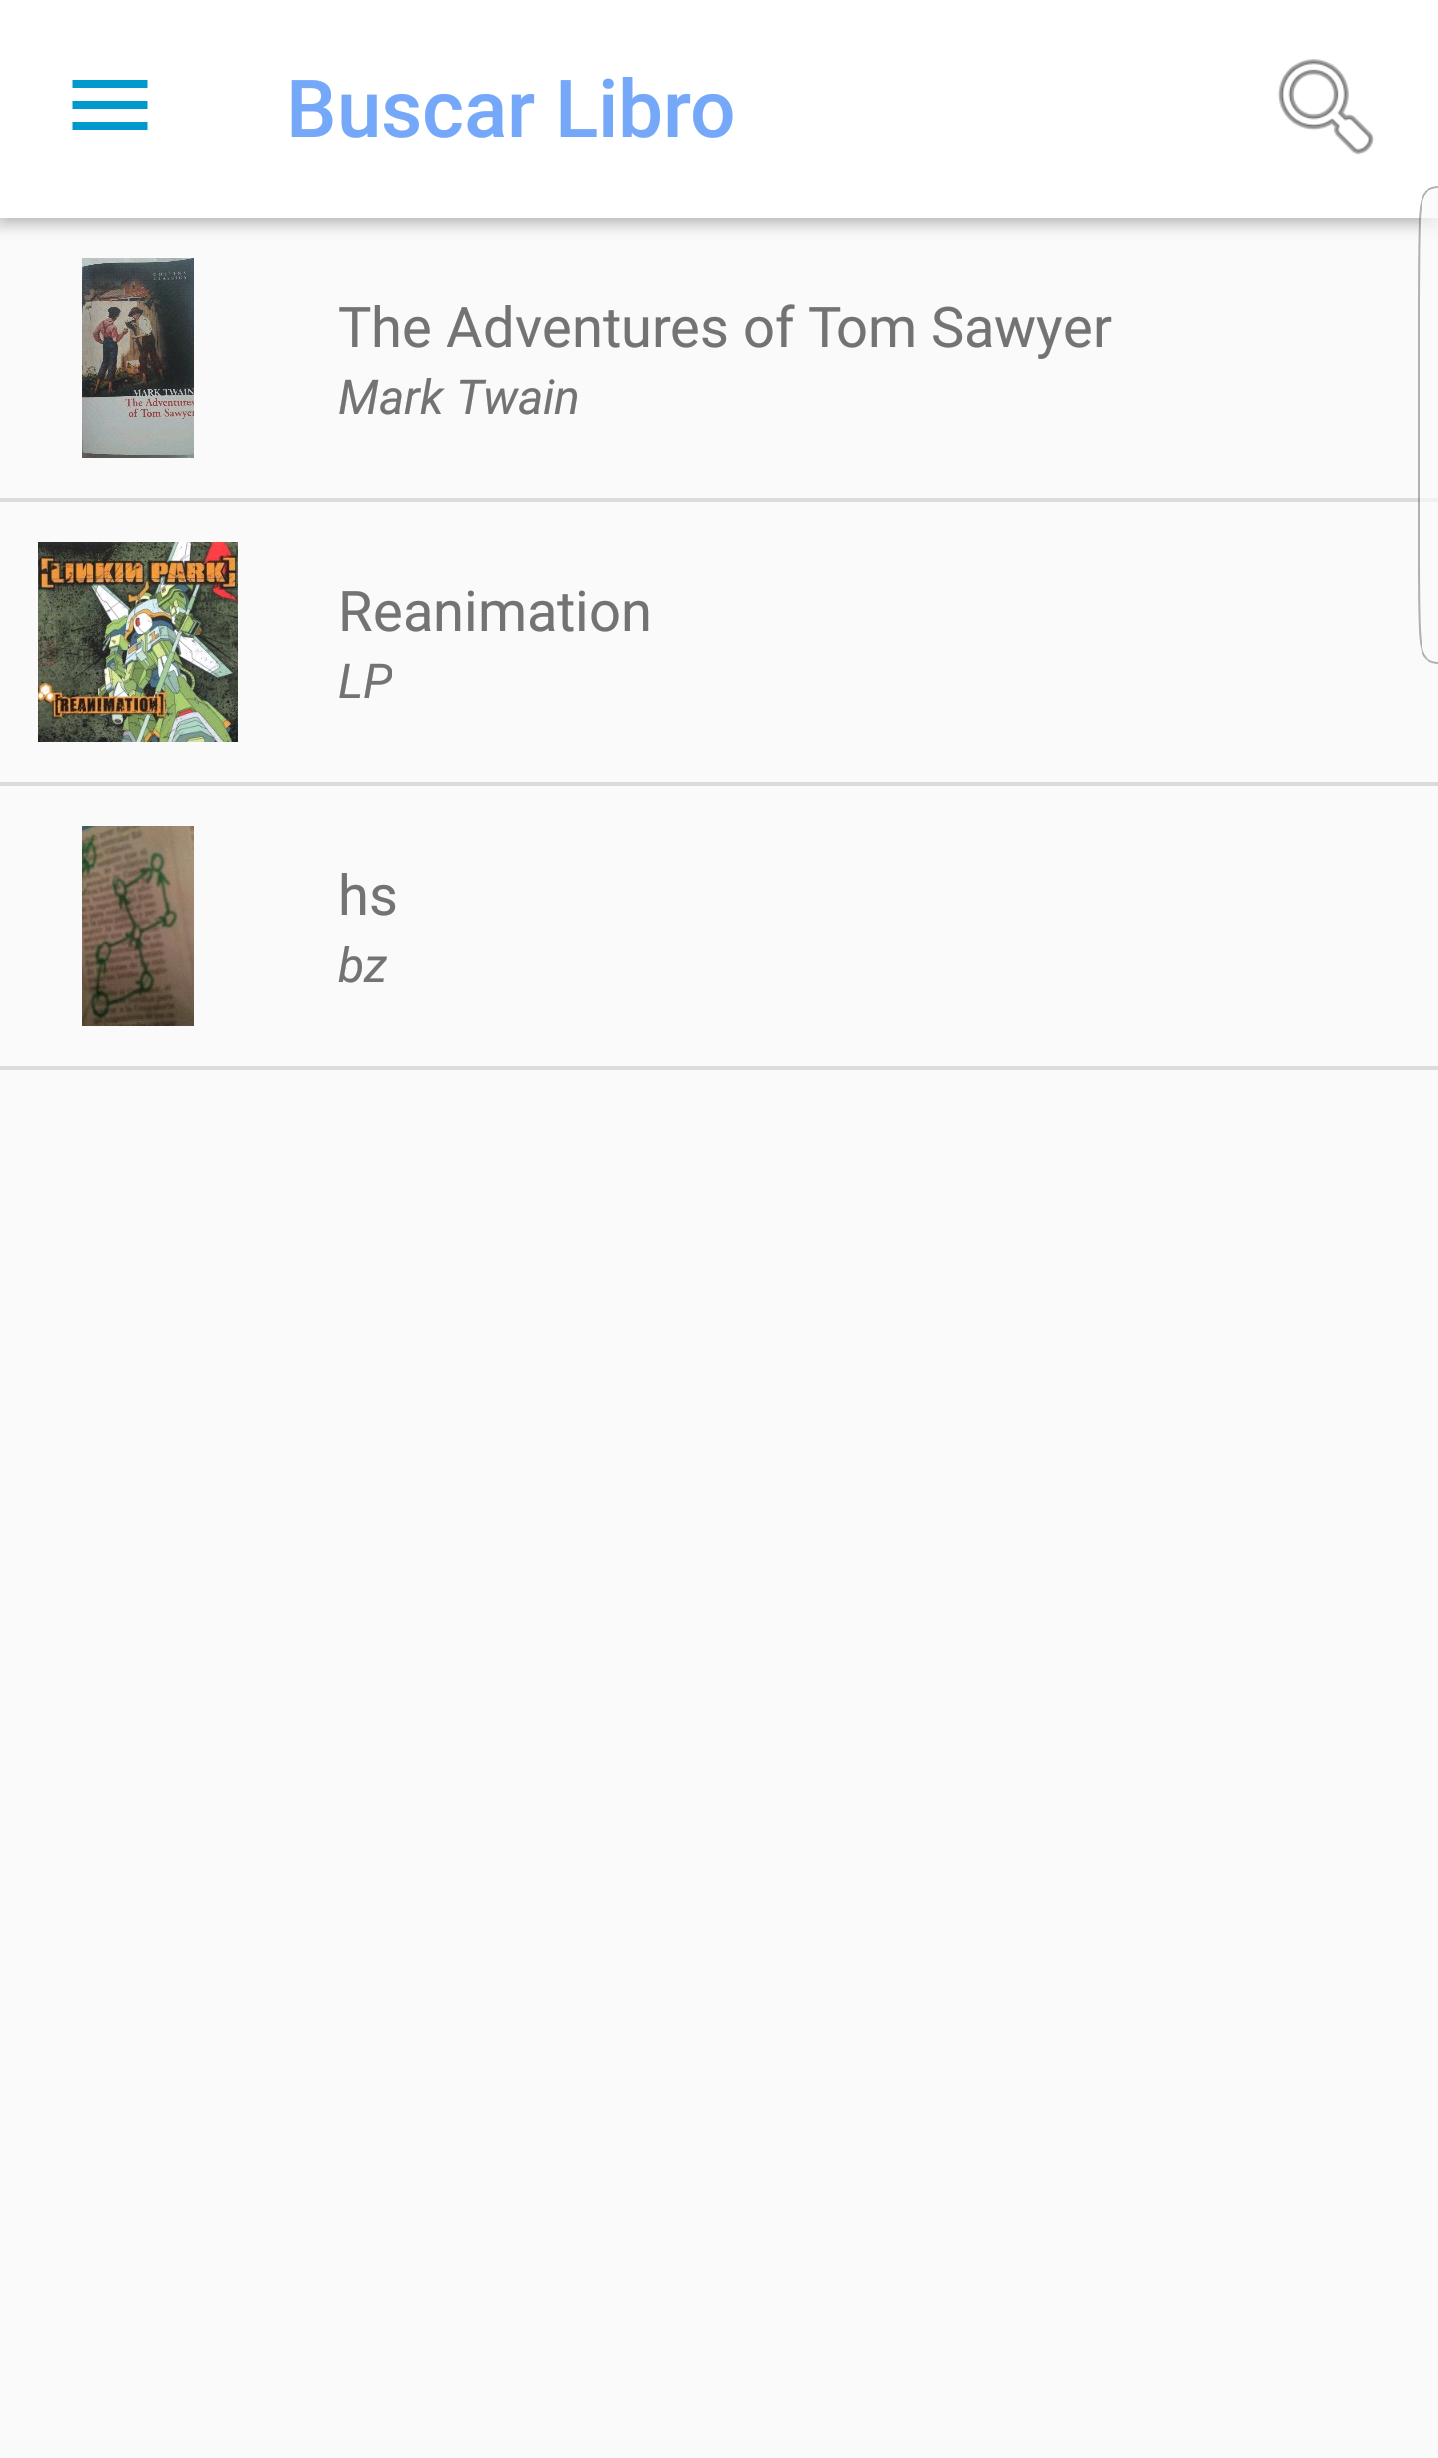 Buscar Libro
MARK TWAIN
The Adventures
of Tom Sawyer
The Adventures of Tom Sawyer
Mark Twain
[LINKIN PARK]
[REANIMATION]
Reanimation
LP
hs
bz